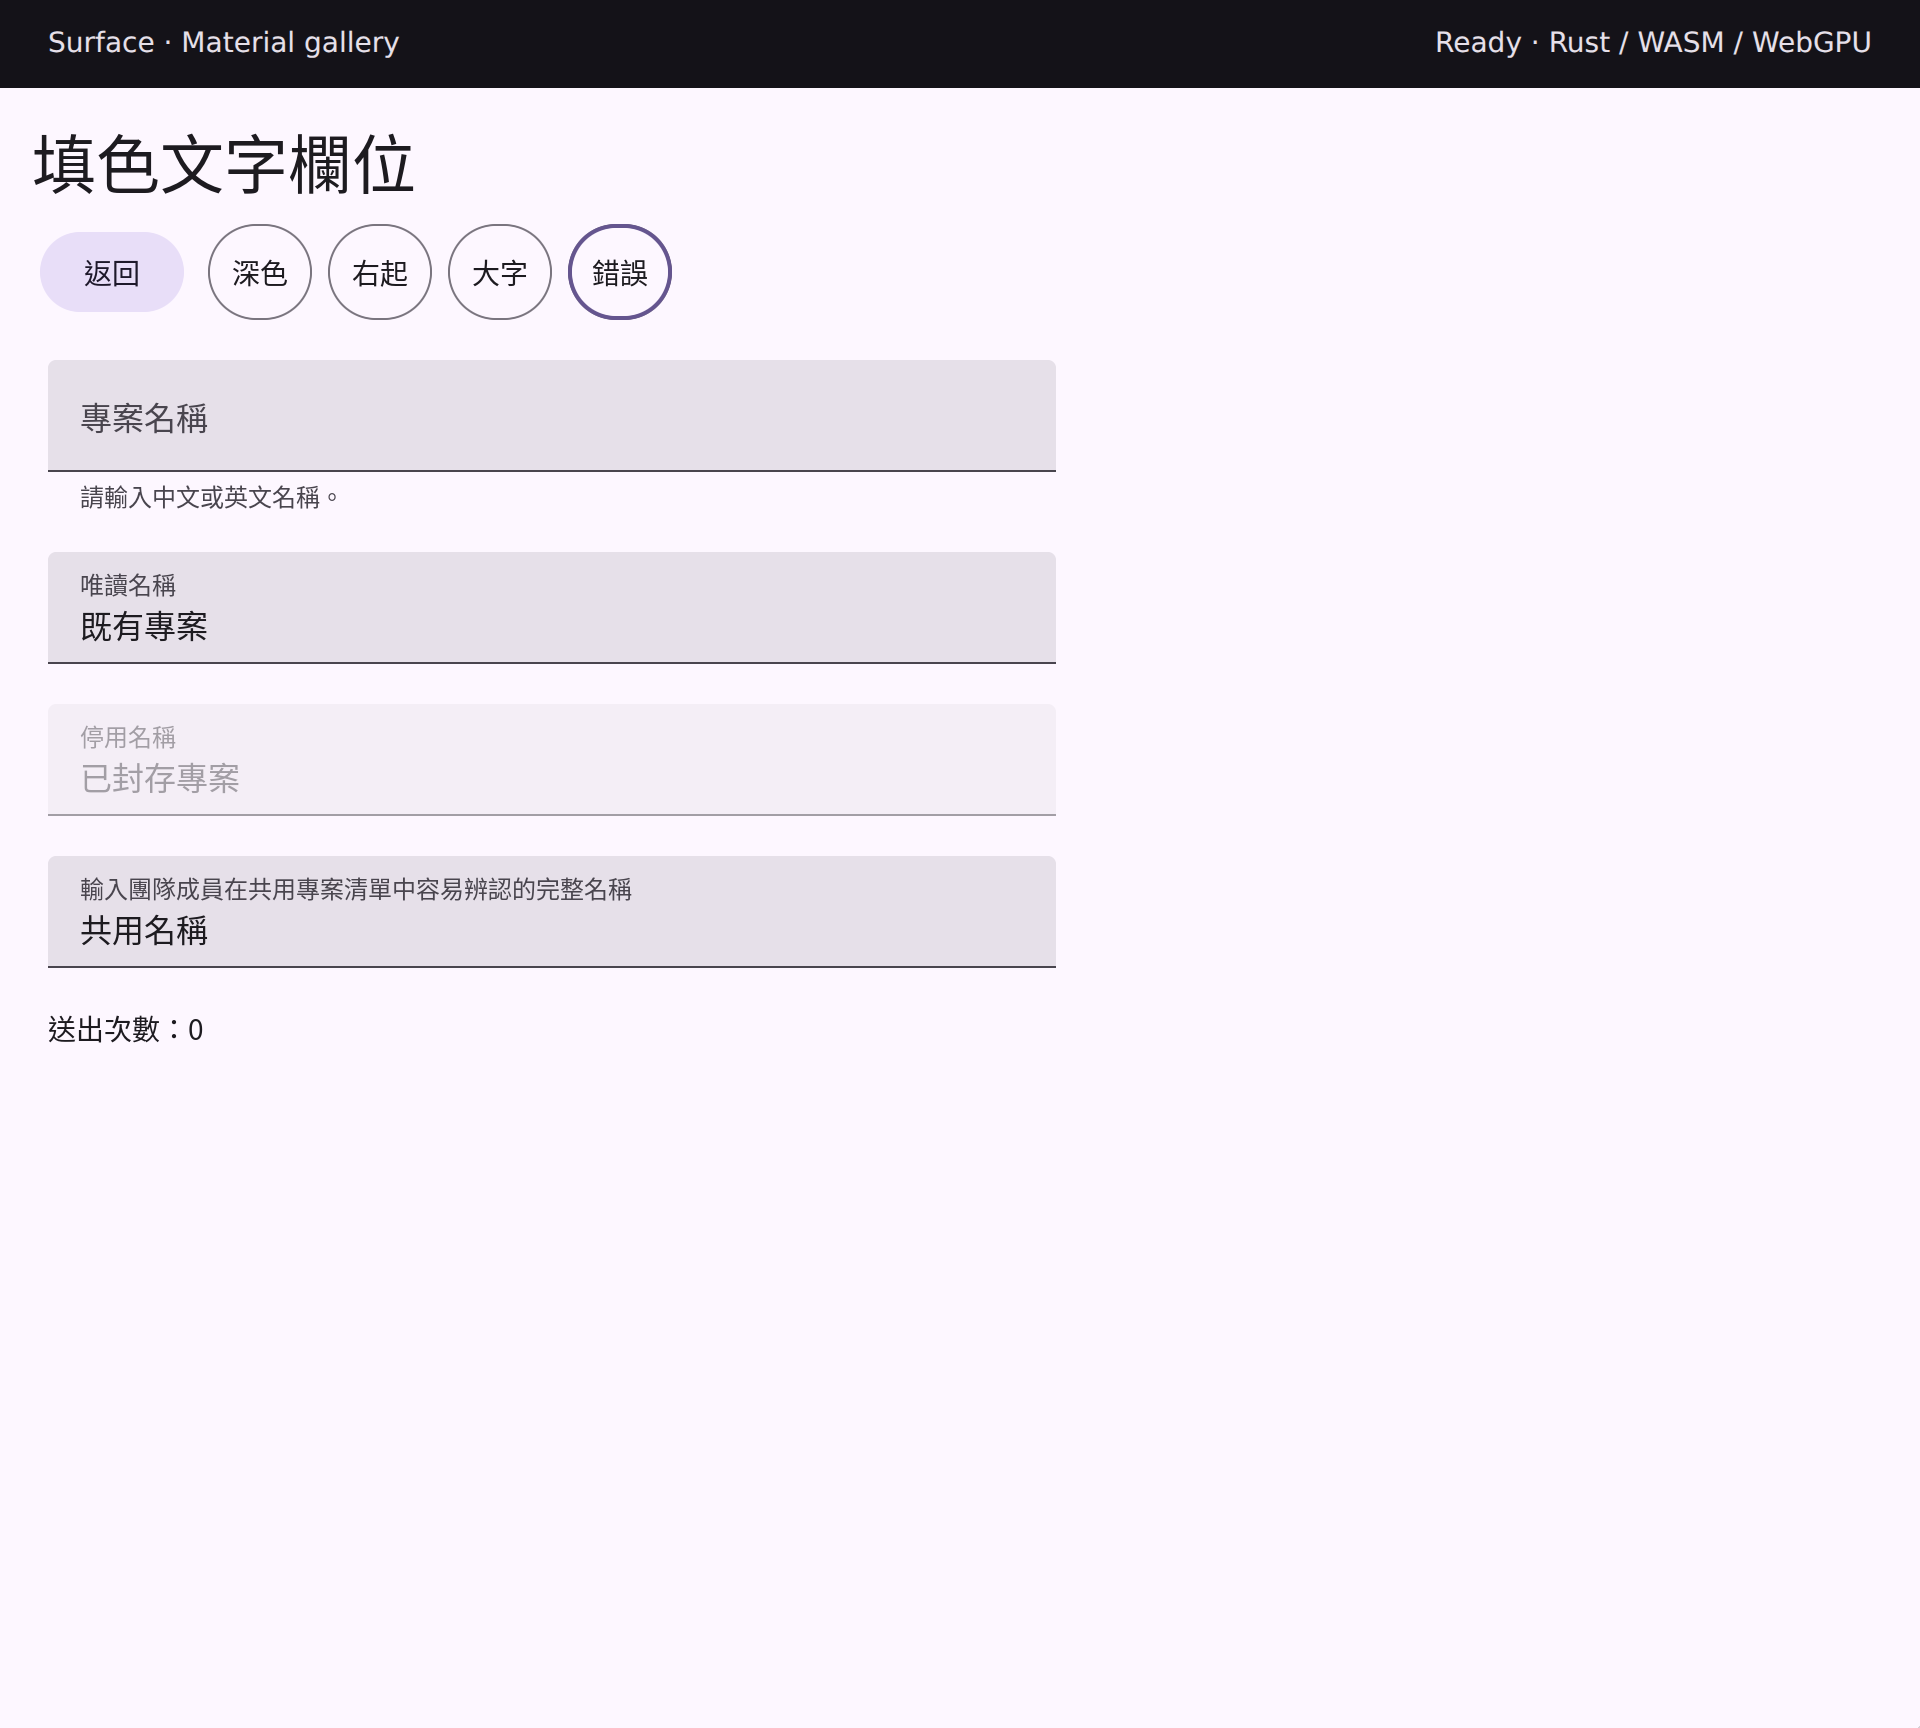 Surface · Material gallery
Ready · Rust / WASM / WebGPU
填色文字欄位
返回
深色
右起
大字
錯誤
專案名稱
請輸入中文或英文名稱。
唯讀名稱
既有專案
停用名稱
已封存專案
輸入團隊成員在共用專案清單中容易辨認的完整名稱
共用名稱
送出次數：0